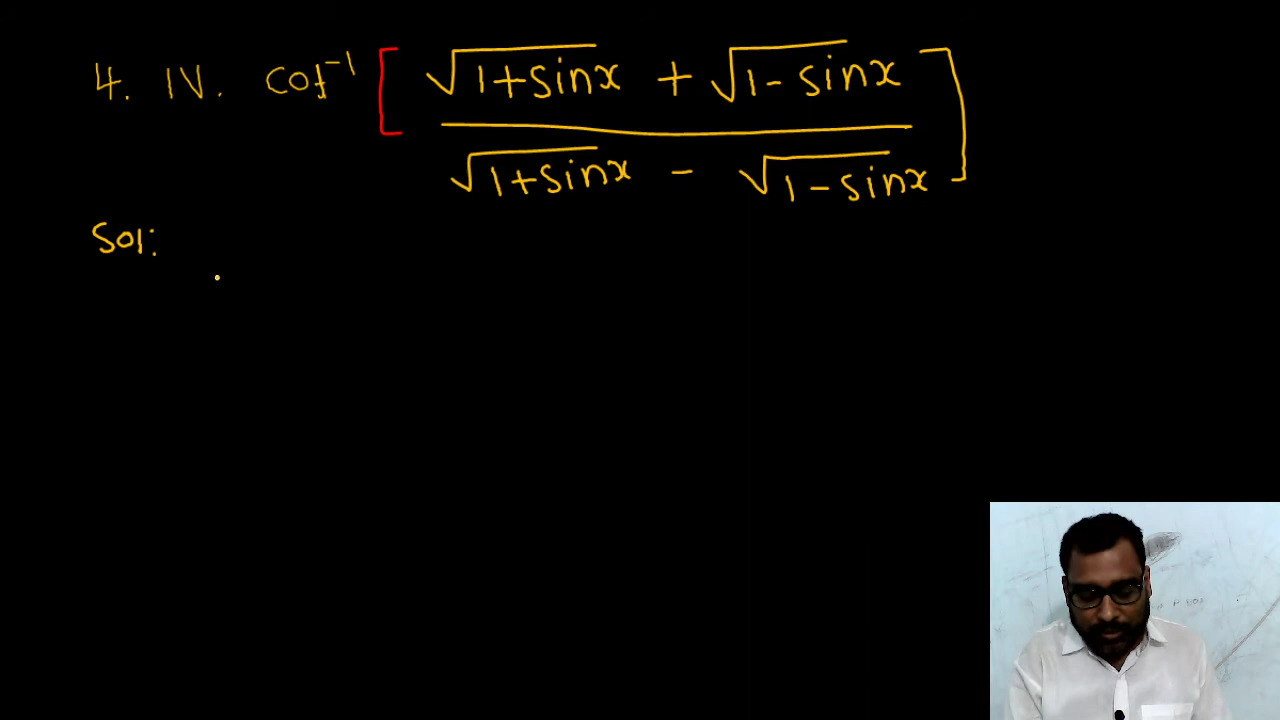 4. IV. cot⁻¹ [ √1+sinx + √1-sinx
√1+sinx - √1-sinx ]
Sol: